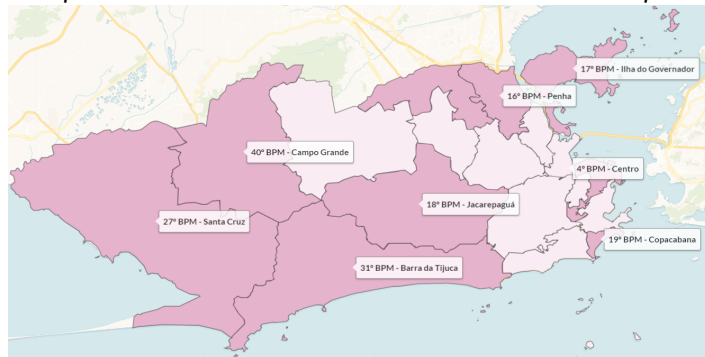 17º BPM - Ilha do Governador
16º BPM - Penha
40º BPM - Campo Grande
4º BPM - Centro
18º BPM - Jacarepaguá
27º BPM - Santa Cruz
19º BPM - Copacabana
31º BPM - Barra da Tijuca